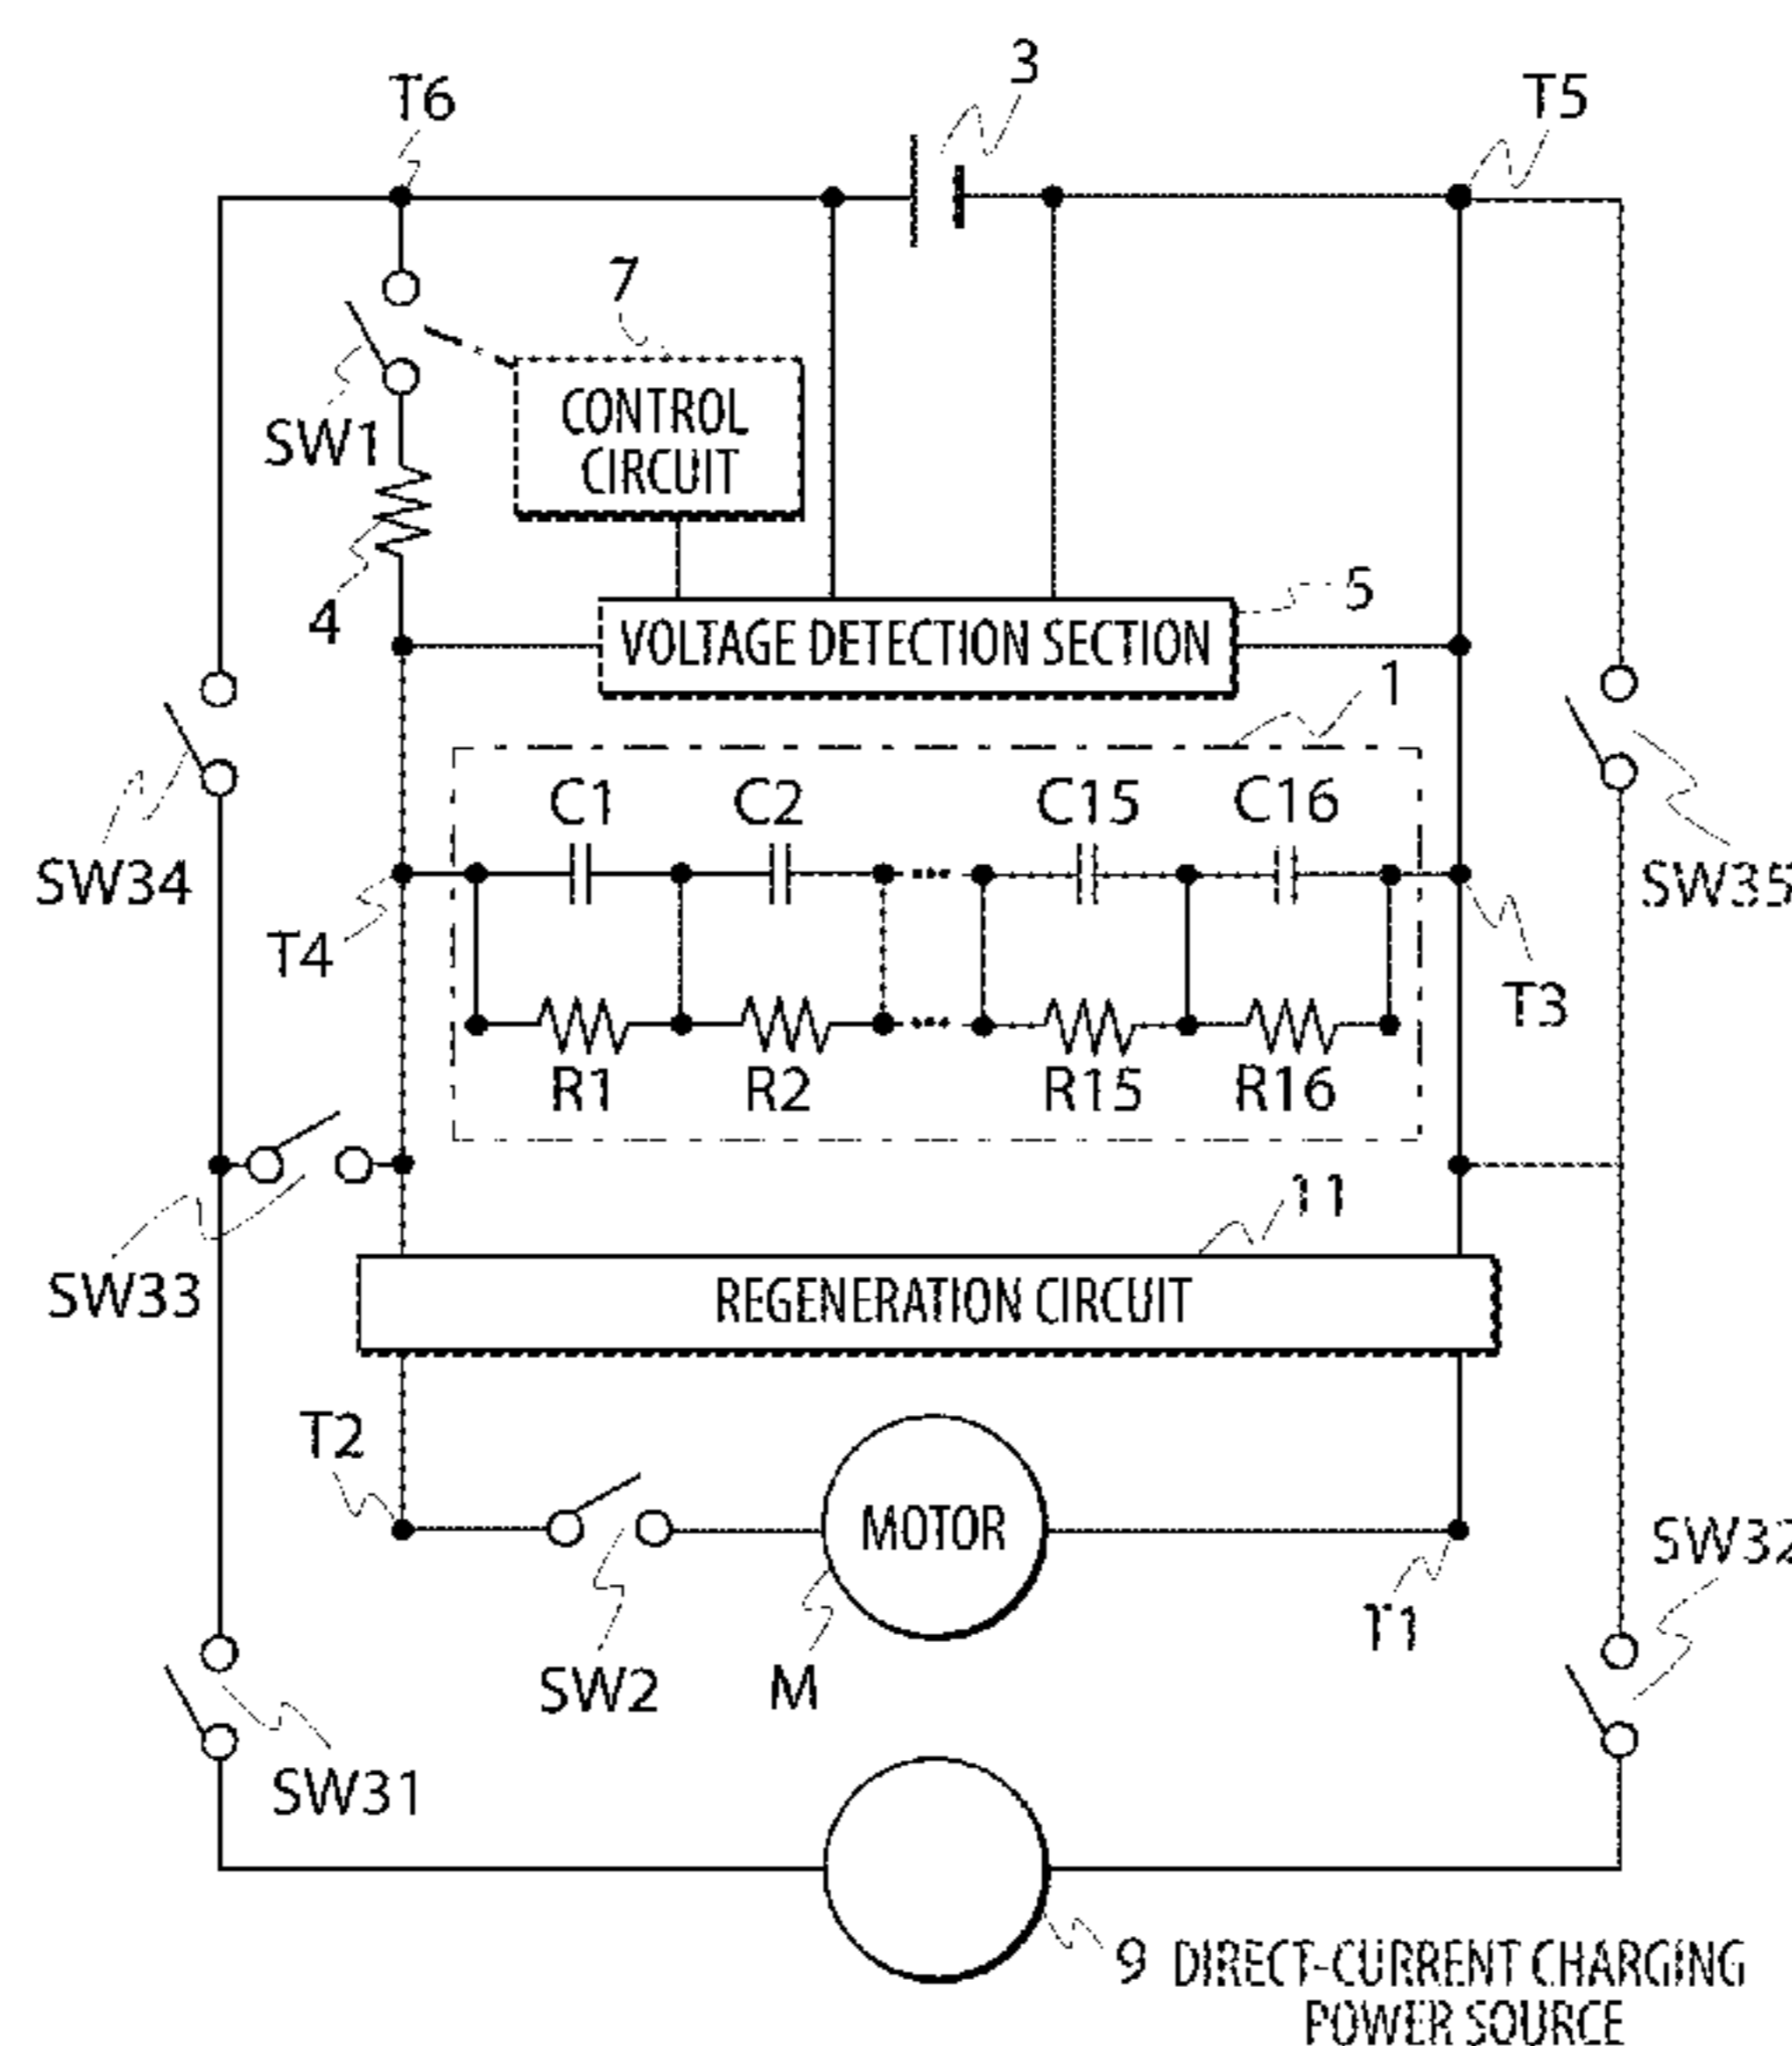 3
T6
T5
7
CONTROL
CIRCUIT
SW1
4
5
VOLTAGE DETECTION SECTION
1
C1
C2
C15
C16
SW34
SW35
T4
T3
R1
R2
R15
R16
11
SW33
REGENERATION CIRCUIT
T2
MOTOR
SW32
T1
SW2
M
SW31
9 DIRECT-CURRENT CHARGING
POWER SOURCE